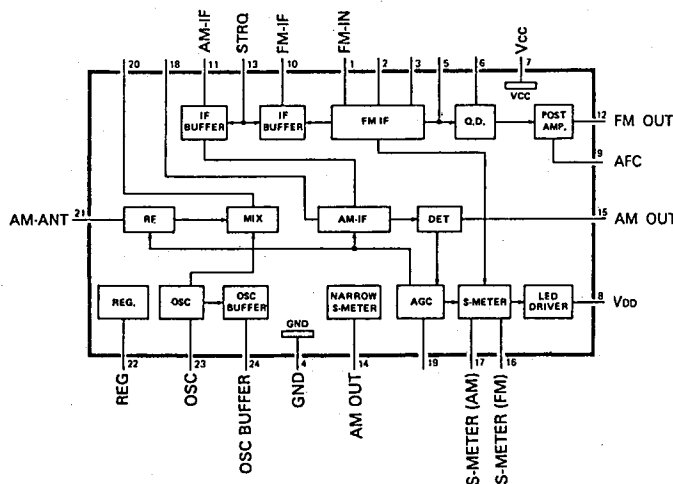 AM-IF
STRQ
FM-IF
FM-IN
Vcc
20
18
11
13
10
1
2
3
5
6
7
VCC
IF
BUFFER
IF
BUFFER
FM IF
Q.D.
POST
AMP.
12
FM OUT
9
AFC
AM·ANT
21
RE
MIX
AM-IF
DET
15
AM OUT
REG.
OSC
OSC
BUFFER
GND
NARROW
S-METER
AGC
S-METER
LED
DRIVER
8
VDD
22
23
24
4
14
19
17
16
REG
OSC
OSC BUFFER
GND
AM OUT
S-METER (AM)
S-METER (FM)